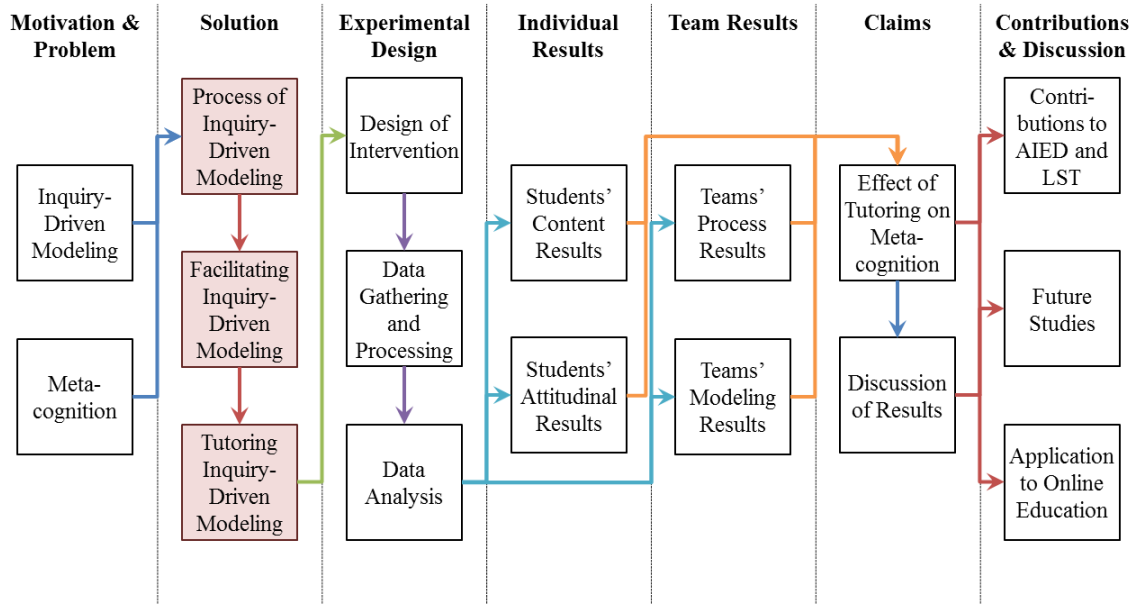 Motivation &
Problem
Solution
Experimental
Design
Individual
Results
Team Results
Claims
Contributions
& Discussion
Inquiry-
Driven
Modeling
Meta-
cognition
Process of
Inquiry-
Driven
Modeling
Facilitating
Inquiry-
Driven
Modeling
Tutoring
Inquiry-
Driven
Modeling
Design of
Intervention
Data
Gathering
and
Processing
Data
Analysis
Students’
Content
Results
Students’
Attitudinal
Results
Teams’
Process
Results
Teams’
Modeling
Results
Effect of
Tutoring on
Meta-
cognition
Discussion
of Results
Contri-
butions to
AIED and
LST
Future
Studies
Application
to Online
Education